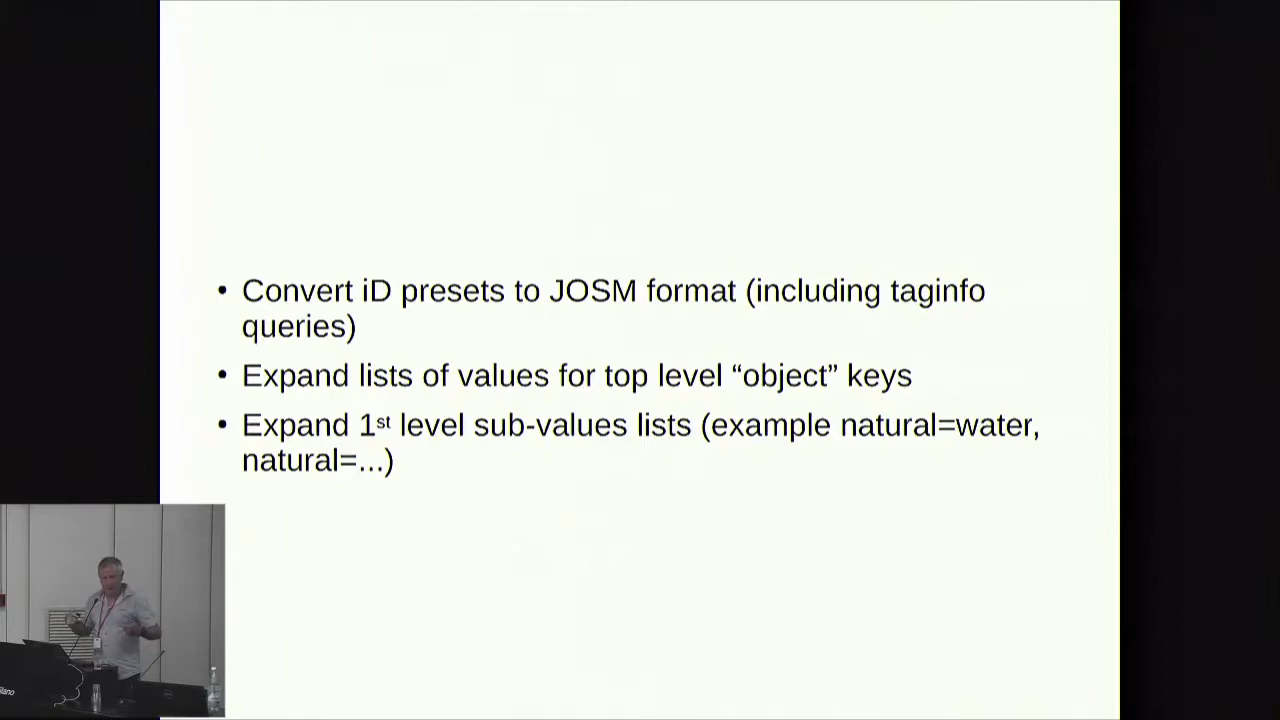 • Convert iD presets to JOSM format (including taginfo
queries)
• Expand lists of values for top level “object” keys
• Expand 1st level sub-values lists (example natural=water,
natural=...)